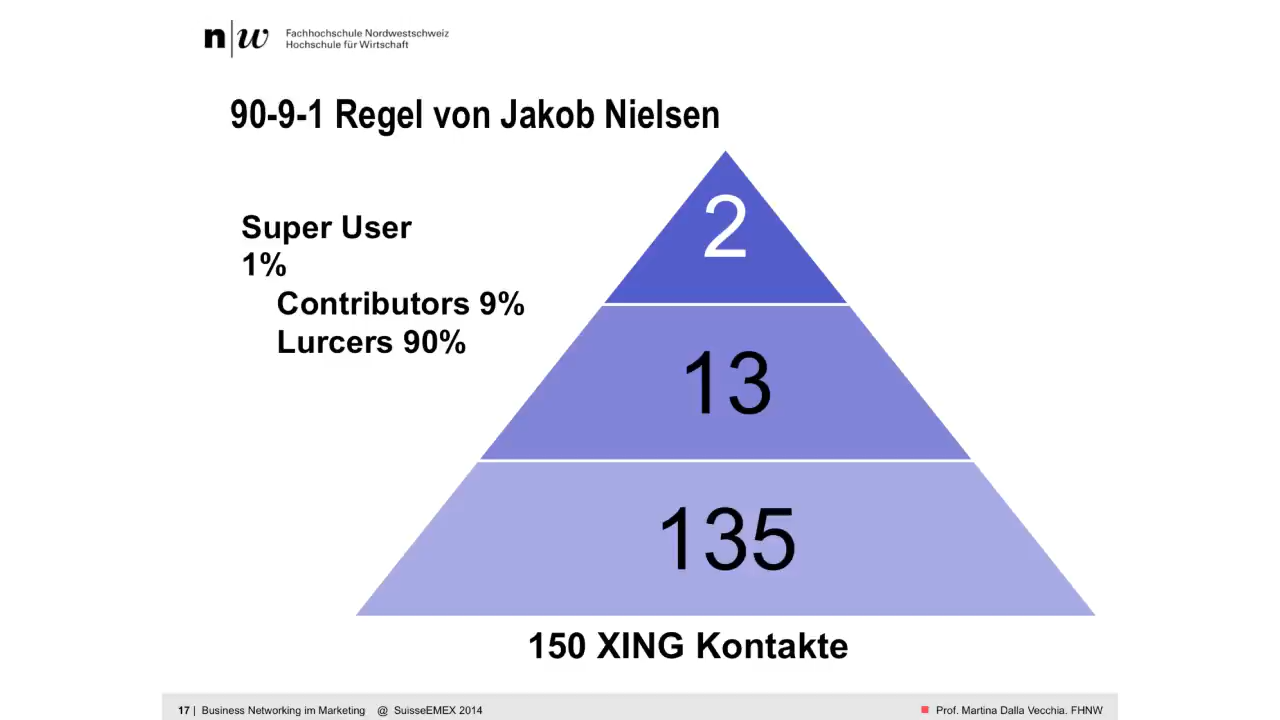 n|w Fachhochschule Nordwestschweiz
Hochschule für Wirtschaft
90-9-1 Regel von Jakob Nielsen
Super User
1%
Contributors 9%
Lurcers 90%
2
13
135
150 XING Kontakte
17 | Business Networking im Marketing @ SuisseEMEX 2014
Prof. Martina Dalla Vecchia. FHNW